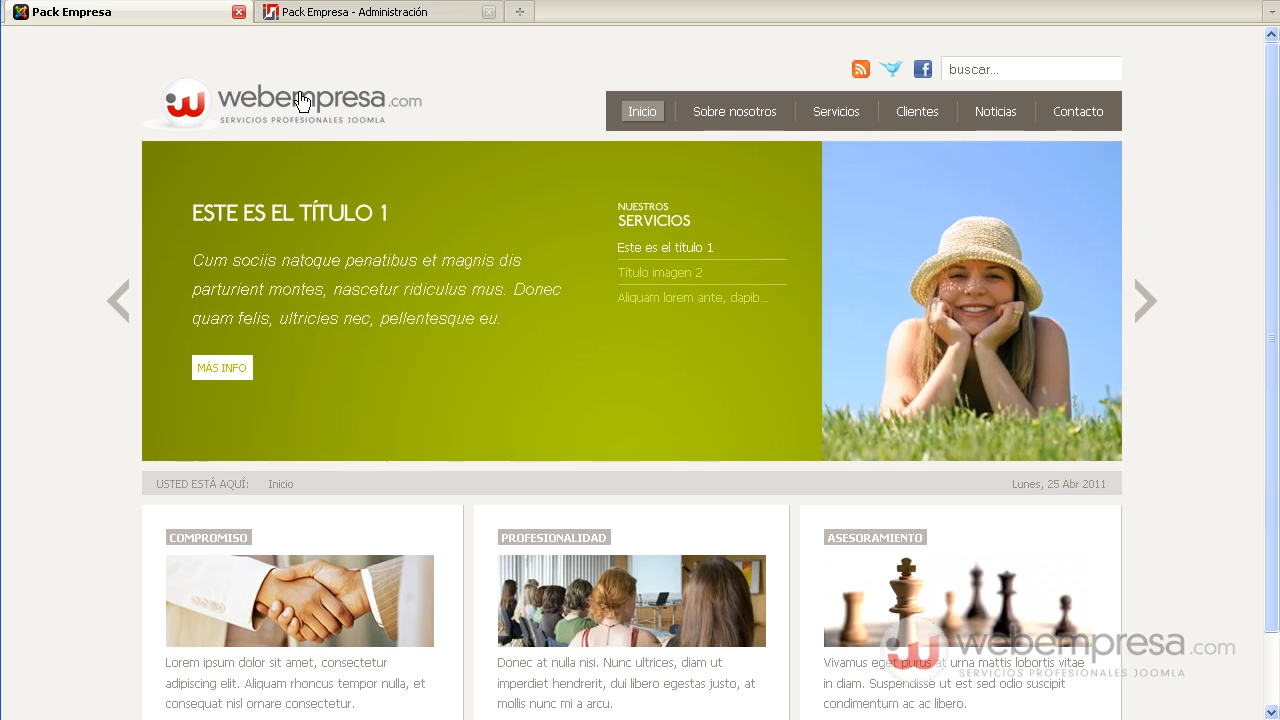 Pack Empresa
Pack Empresa - Administración
buscar...
webempresa.com
SERVICIOS PROFESIONALES JOOMLA
Inicio
Sobre nosotros
Servicios
Clientes
Noticias
Contacto
ESTE ES EL TÍTULO 1
Cum sociis natoque penatibus et magnis dis
parturient montes, nascetur ridiculus mus. Donec
quam felis, ultricies nec, pellentesque eu.
MÁS INFO
NUESTROS
SERVICIOS
Este es el título 1
Título imagen 2
Aliquam lorem ante, dapib...
USTED ESTÁ AQUÍ:
Inicio
Lunes, 25 Abr 2011
COMPROMISO
Lorem ipsum dolor sit amet, consectetur
adipiscing elit. Aliquam rhoncus tempor nulla, et
consequat nisl ornare consectetur.
PROFESIONALIDAD
Donec at nulla nisi. Nunc ultrices, diam ut
imperdiet hendrerit, dui libero egestas justo, at
mollis nunc mi a arcu.
ASESORAMIENTO
Vivamus eget purus at urna mattis lobortis vitae
in diam. Suspendisse ut est sed odio suscipit
condimentum ac ac libero.
webempresa.com
SERVICIOS PROFESIONALES JOOMLA